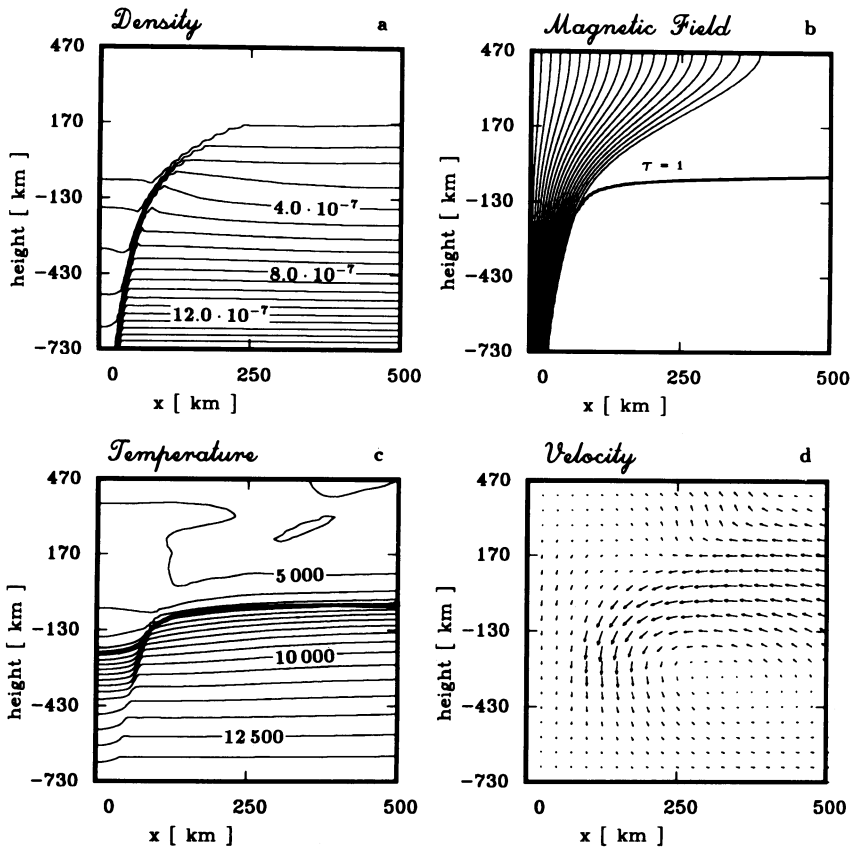 Density a
470
170
-130
-430
-730
height [ km ]
4.0 · 10⁻⁷
8.0 · 10⁻⁷
12.0 · 10⁻⁷
0 250 500
x [ km ]
Magnetic Field b
470
170
-130
-430
-730
height [ km ]
τ = 1
0 250 500
x [ km ]
Temperature c
470
170
-130
-430
-730
height [ km ]
5 000
10 000
12 500
0 250 500
x [ km ]
Velocity d
470
170
-130
-430
-730
height [ km ]
0 250 500
x [ km ]